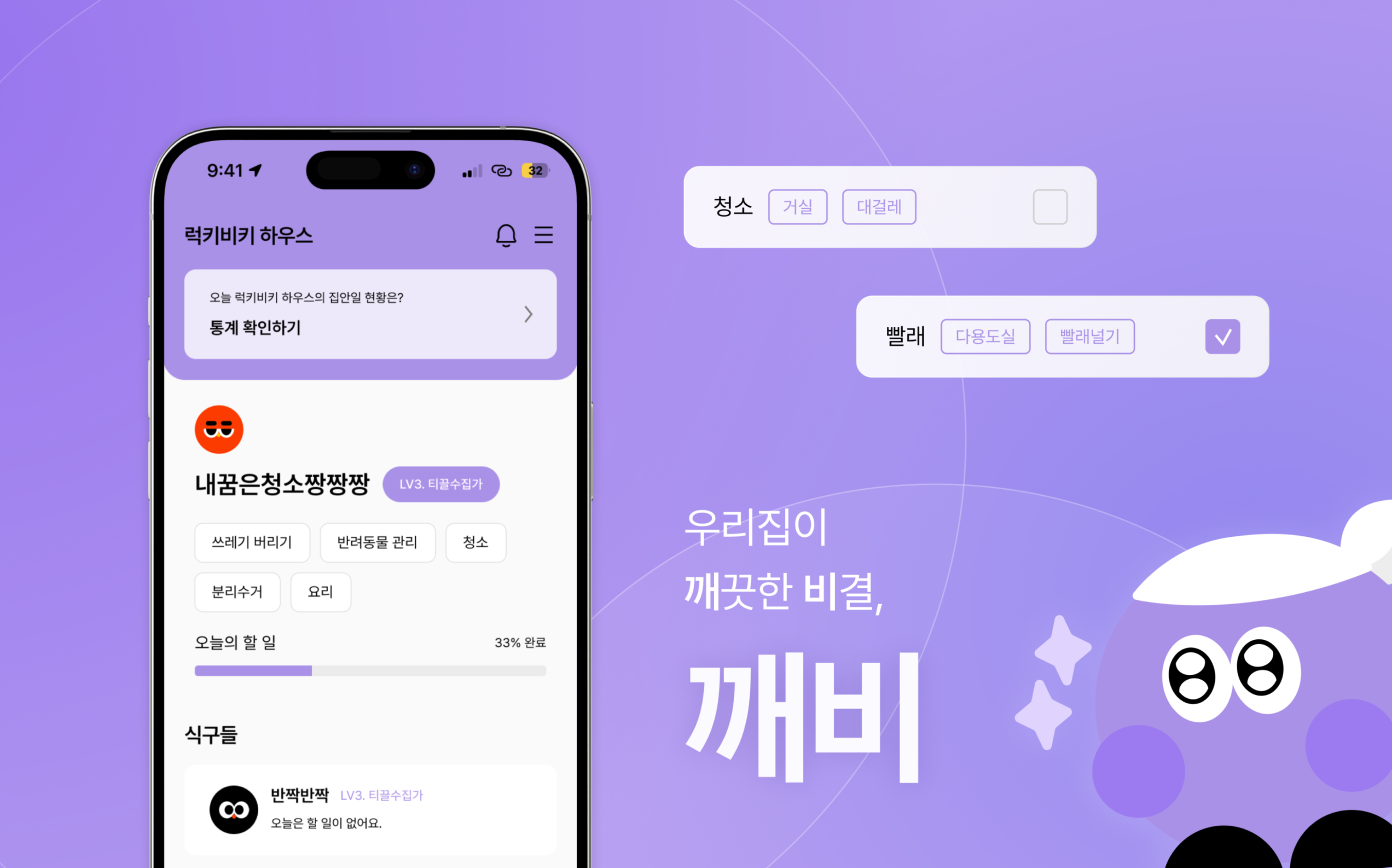 9:41
32
럭키비키 하우스
오늘 럭키비키 하우스의 집안일 현황은?
통계 확인하기
내꿈은청소짱짱짱 LV3. 티끌수집가
쓰레기 버리기 반려동물 관리 청소
분리수거 요리
오늘의 할 일 33% 완료
식구들
반짝반짝 LV3. 티끌수집가
오늘은 할 일이 없어요.
청소 거실 대걸레
빨래 다용도실 빨래널기
우리집이
깨끗한 비결,
깨비